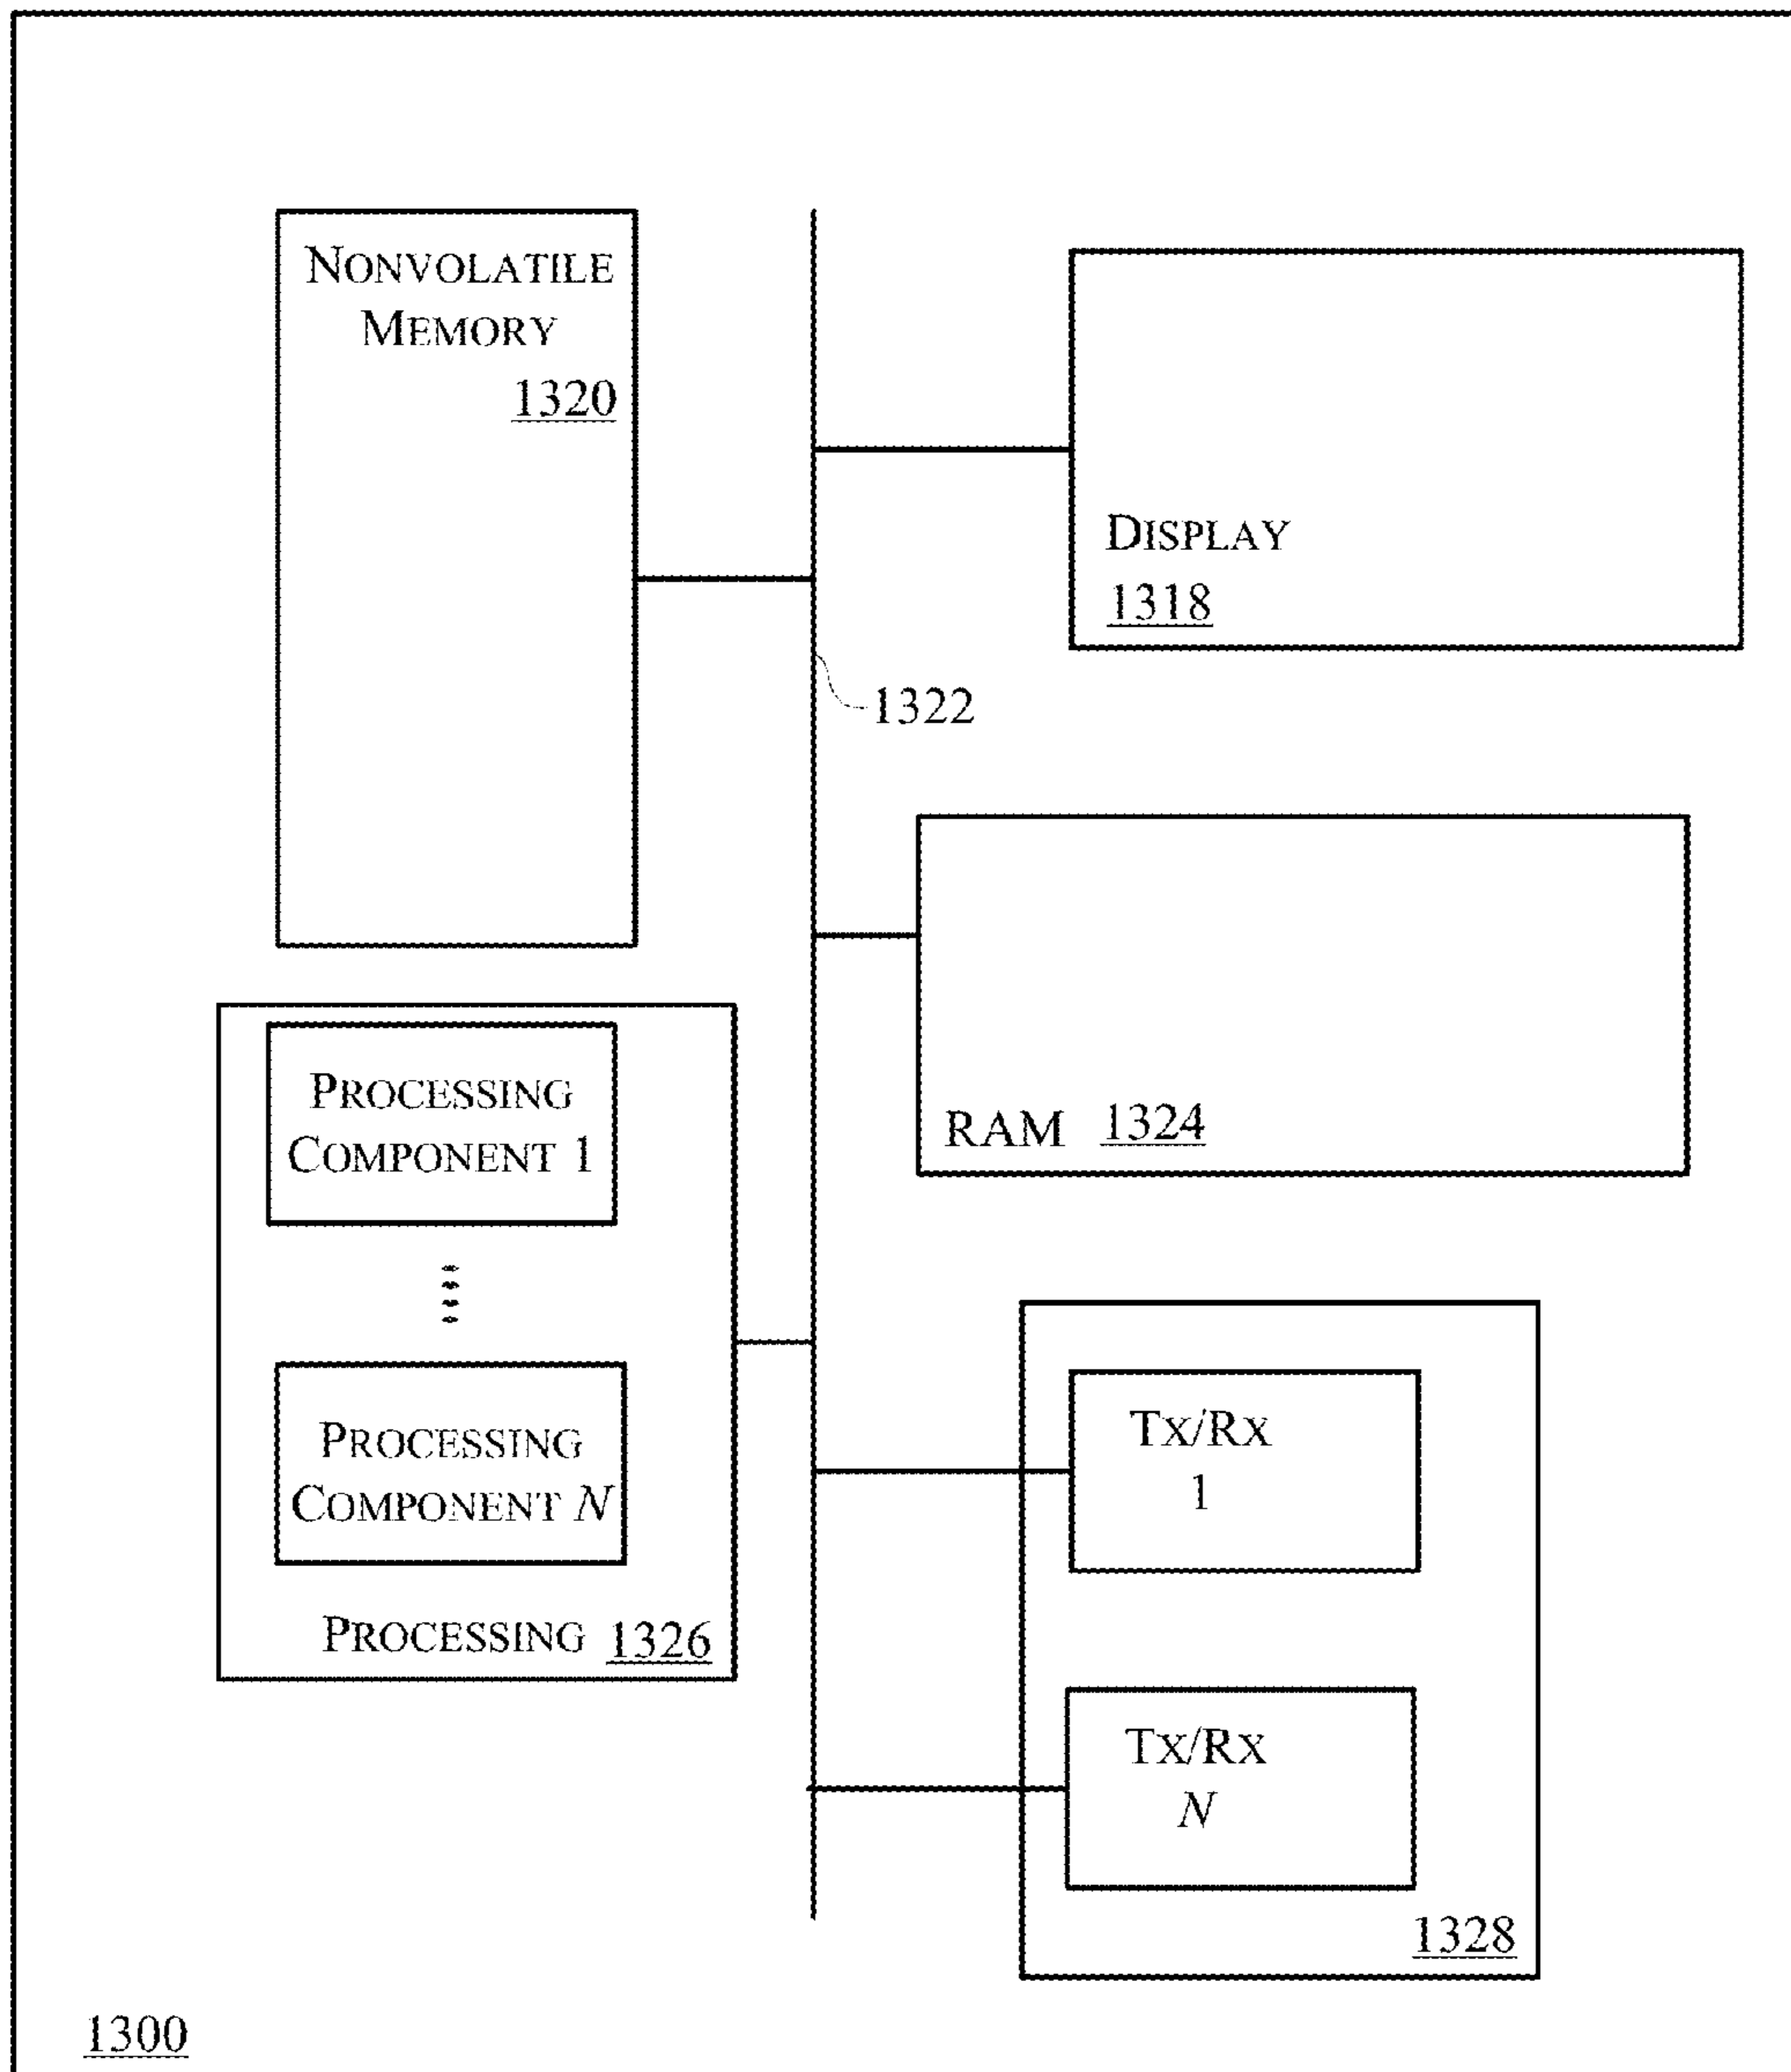 NONVOLATILE
MEMORY
1320
DISPLAY
1318
1322
RAM 1324
PROCESSING
COMPONENT 1
PROCESSING
COMPONENT N
PROCESSING 1326
TX/RX
1
TX/RX
N
1328
1300